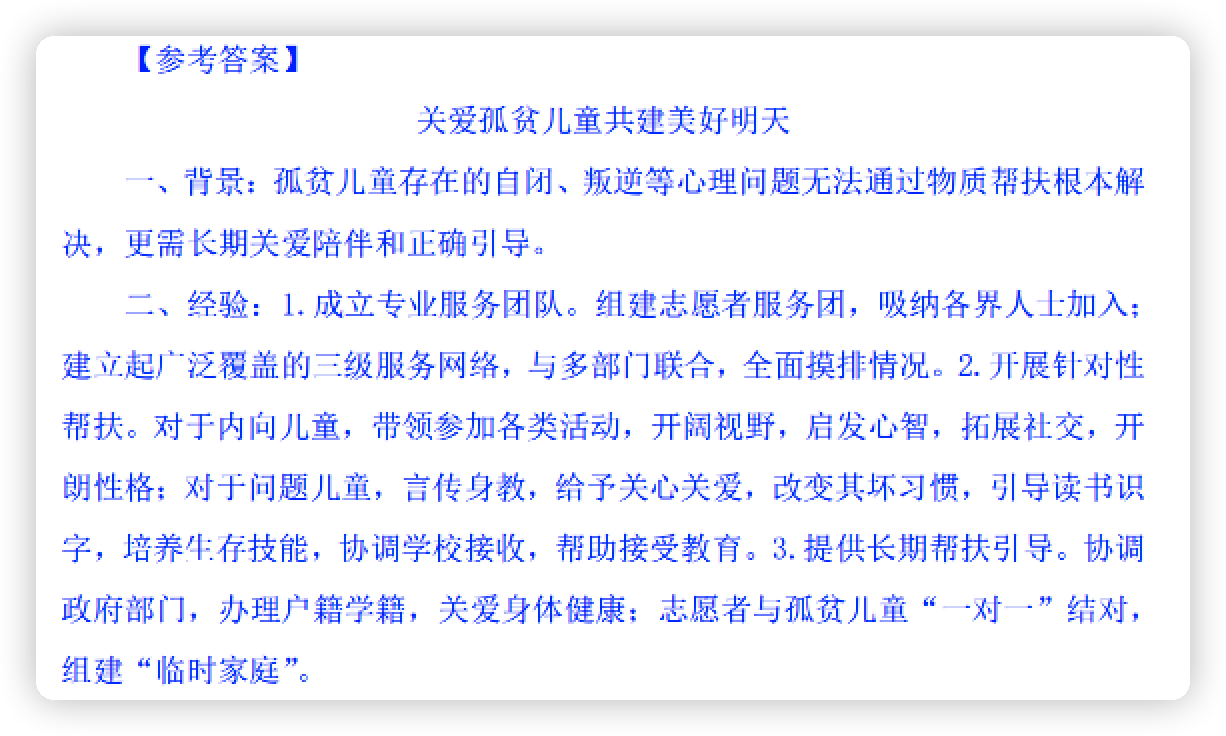 【参考答案】
关爱孤贫儿童共建美好明天
一、背景：孤贫儿童存在的自闭、叛逆等心理问题无法通过物质帮扶根本解
决，更需长期关爱陪伴和正确引导。
二、经验：1.成立专业服务团队。组建志愿者服务团，吸纳各界人士加入；
建立起广泛覆盖的三级服务网络，与多部门联合，全面摸排情况。2.开展针对性
帮扶。对于内向儿童，带领参加各类活动，开阔视野，启发心智，拓展社交，开
朗性格；对于问题儿童，言传身教，给予关心关爱，改变其坏习惯，引导读书识
字，培养生存技能，协调学校接收，帮助接受教育。3.提供长期帮扶引导。协调
政府部门，办理户籍学籍，关爱身体健康；志愿者与孤贫儿童“一对一”结对，
组建“临时家庭”。